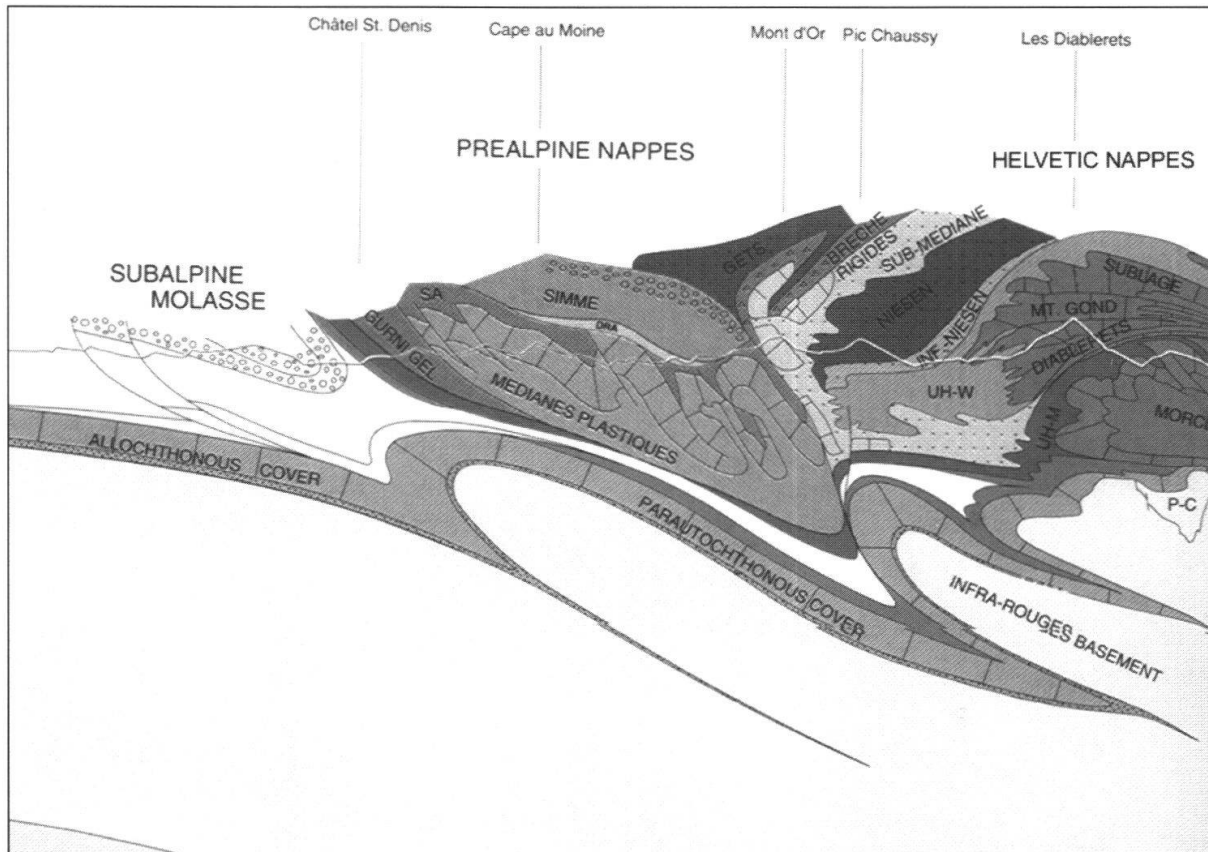 Châtel St. Denis
Cape au Moine
Mont d'Or
Pic Chaussy
Les Diablerets
PREALPINE NAPPES
HELVETIC NAPPES
SUBALPINE
MOLASSE
GETS
BRECHE
RIGIDES
SUB-MEDIANE
NIESEN
INF.-NIESEN
SUBLAGE
MT. GOND
DIABLERETS
SA
SIMME
DRA
GURNI GEL
MEDIANES PLASTIQUES
UH-W
UH-M
MORC
P-C
ALLOCHTHONOUS COVER
PARAUTOCHTHONOUS COVER
INFRA-ROUGES BASEMENT